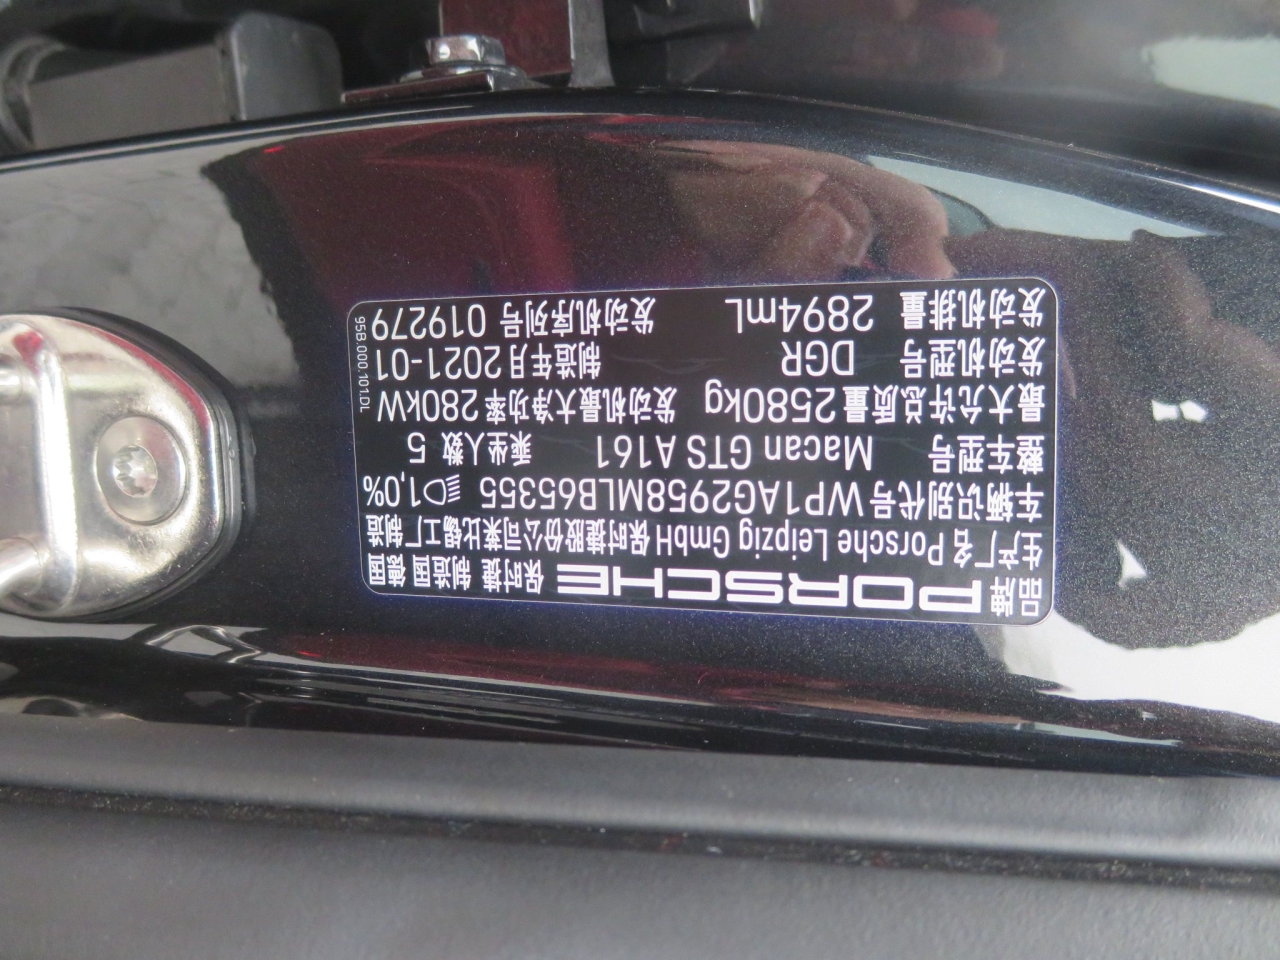 品牌 PORSCHE 保时捷 制造国 德国
生产厂名 Porsche Leipzig GmbH 保时捷股份公司莱比锡工厂制造
车辆识别代号 WP1AG2958MLB65355 1,0%
整车型号 Macan GTS A161 乘坐人数 5
最大允许总质量 2580kg 发动机最大净功率 280kW
发动机型号 DGR 制造年月 2021-01
发动机排量 2894mL 发动机序列号 019279
95B.000.101.DL